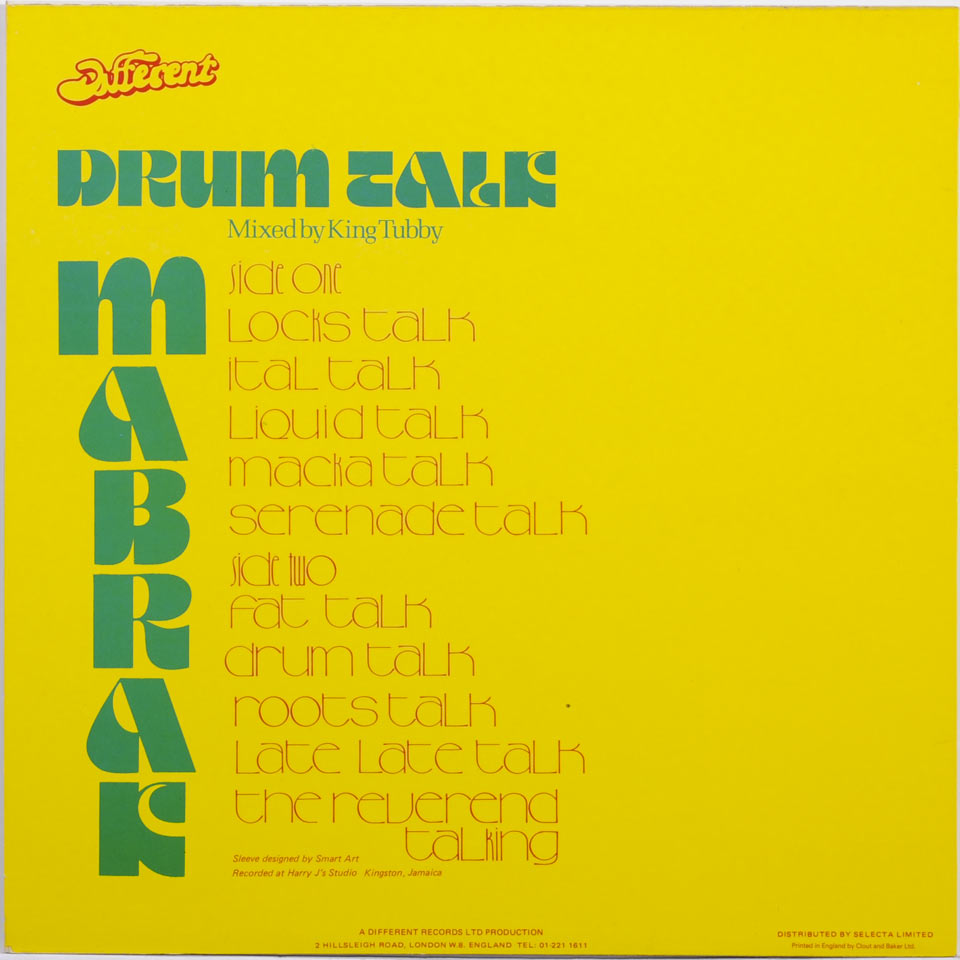 Different
DRUM TALK
Mixed by King Tubby
MABRAK
side one
Locks talk
ital talk
Liquid talk
macka talk
serenade talk
side two
fat talk
drum talk
roots talk
Late Late talk
the reverend
talking
Sleeve designed by Smart Art
Recorded at Harry J's Studio Kingston, Jamaica
A DIFFERENT RECORDS LTD PRODUCTION
2 HILLSLEIGH ROAD, LONDON W.8. ENGLAND TEL: 01-221 1611
DISTRIBUTED BY SELECTA LIMITED
Printed in England by Clout and Baker Ltd.